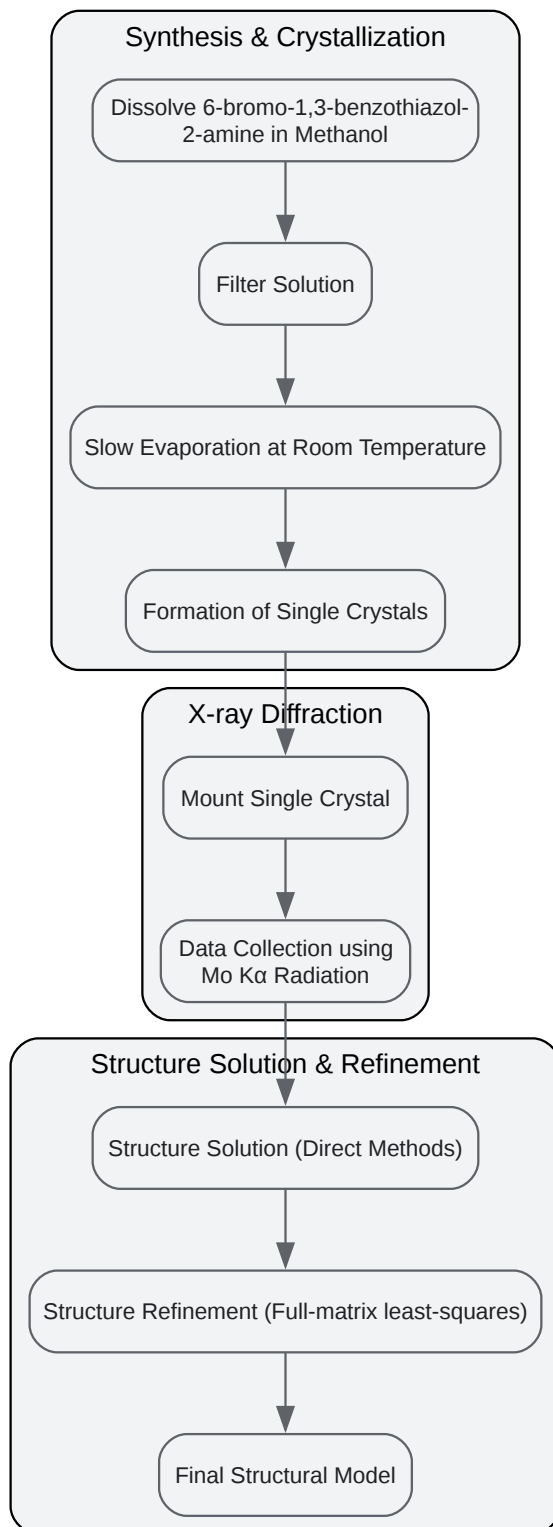 Synthesis & Crystallization
Dissolve 6-bromo-1,3-benzothiazol-
2-amine in Methanol
Filter Solution
Slow Evaporation at Room Temperature
Formation of Single Crystals
X-ray Diffraction
Mount Single Crystal
Data Collection using
Mo Kα Radiation
Structure Solution & Refinement
Structure Solution (Direct Methods)
Structure Refinement (Full-matrix least-squares)
Final Structural Model